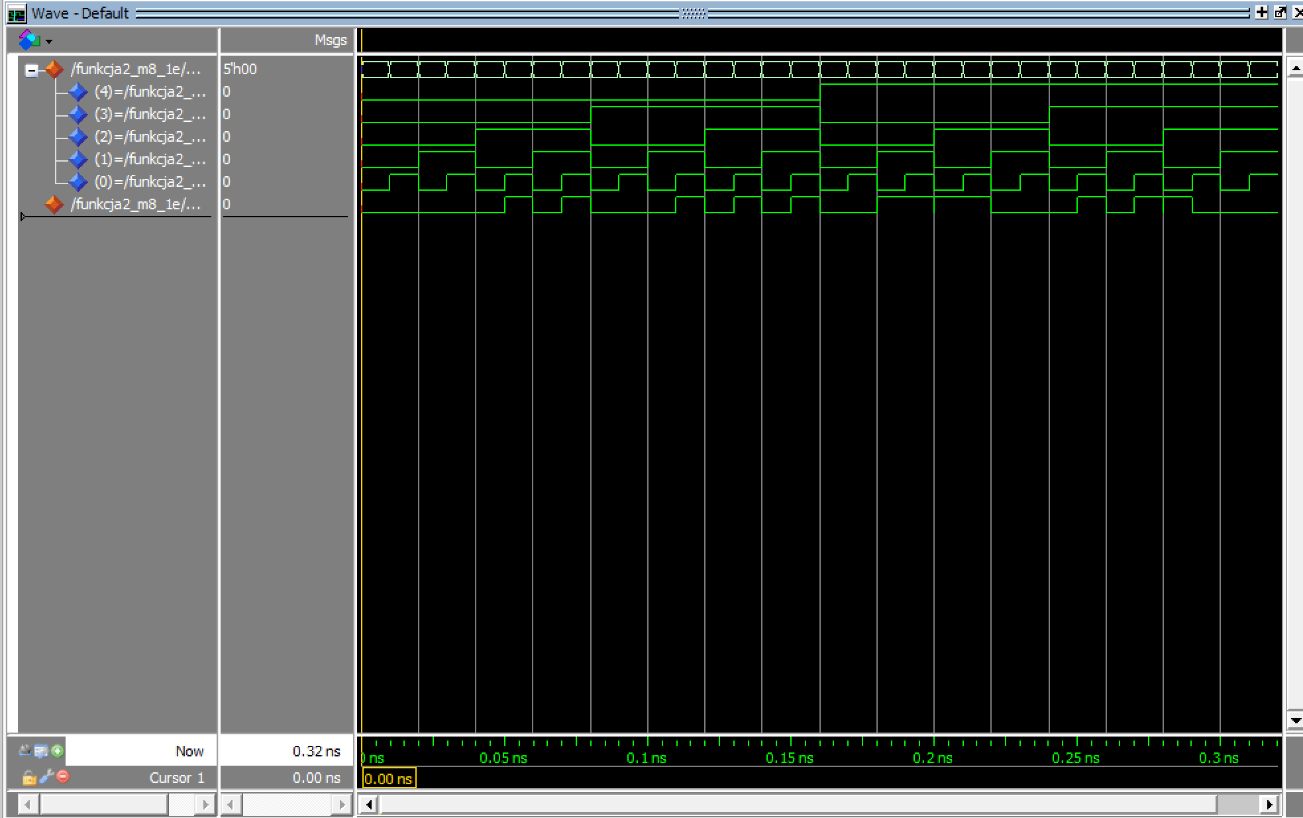 Wave - Default
Msgs
/funkcja2_m8_1e/... 5'h00
(4)=/funkcja2_... 0
(3)=/funkcja2_... 0
(2)=/funkcja2_... 0
(1)=/funkcja2_... 0
(0)=/funkcja2_... 0
/funkcja2_m8_1e/... 0
Now 0.32 ns ns 0.05 ns 0.1 ns 0.15 ns 0.2 ns 0.25 ns 0.3 ns
Cursor 1 0.00 ns 0.00 ns